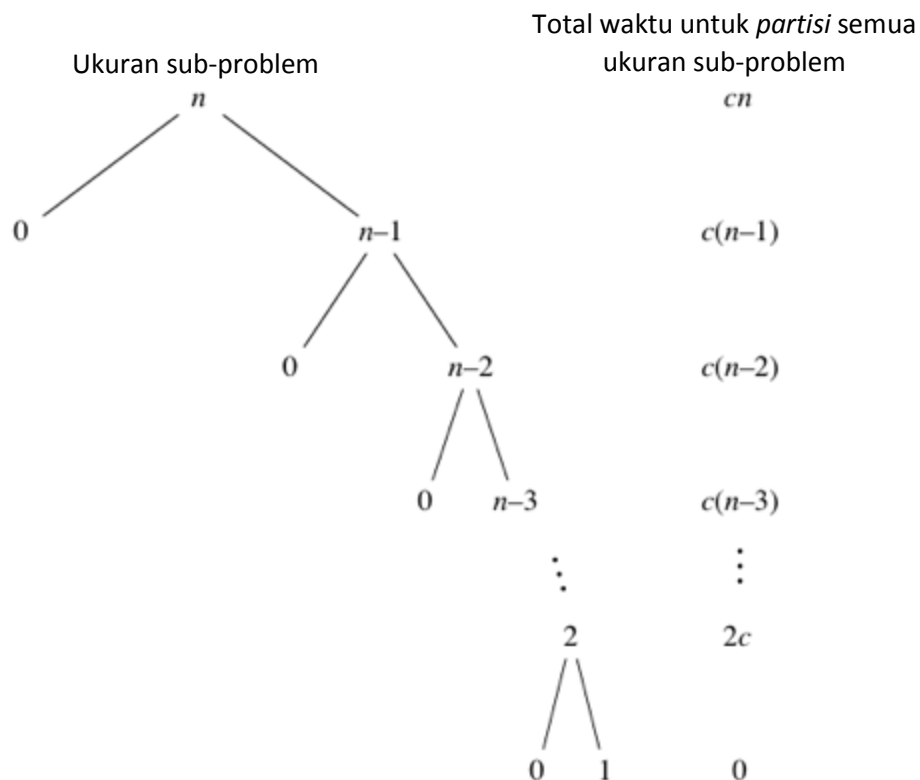 Total waktu untuk partisi semua
ukuran sub-problem
Ukuran sub-problem
n
cn
0
n–1
c(n–1)
0
n–2
c(n–2)
0
n–3
c(n–3)
2
2c
0
1
0